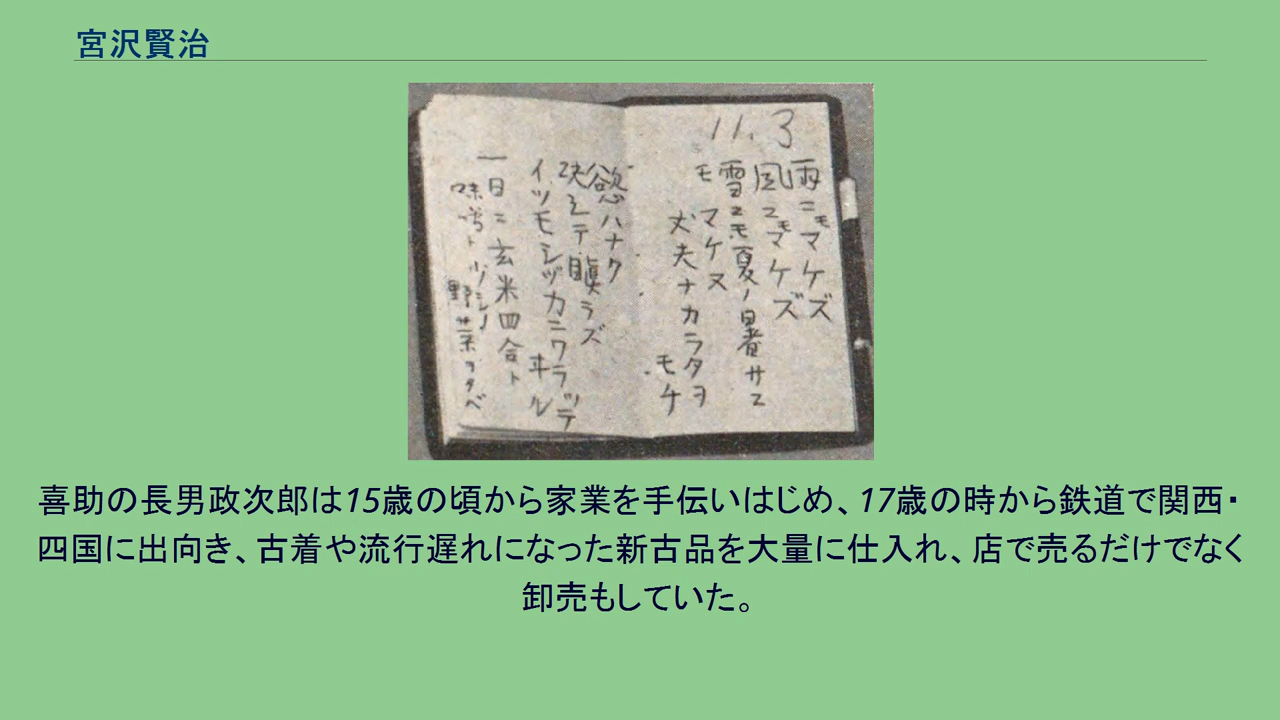 宮沢賢治
11.3
雨ニモマケズ
風ニモマケズ
雪ニモ夏ノ暑サニ
モマケヌ
丈夫ナカラダヲ
モチ
慾ハナク
決シテ瞋ラズ
イツモシヅカニワラッテ
ヰル
一日ニ玄米四合ト
味噌ト少シノ
野菜ヲタベ
喜助の長男政次郎は15歳の頃から家業を手伝いはじめ、17歳の時から鉄道で関西・
四国に出向き、古着や流行遅れになった新古品を大量に仕入れ、店で売るだけでなく
卸売もしていた。